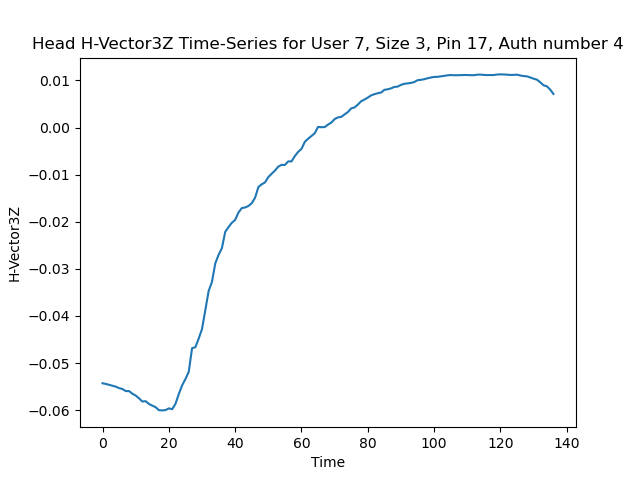 Head H-Vector3Z Time-Series for User 7, Size 3, Pin 17, Auth number 4
H-Vector3Z
0.01
0.00
−0.01
−0.02
−0.03
−0.04
−0.05
−0.06
0 20 40 60 80 100 120 140
Time